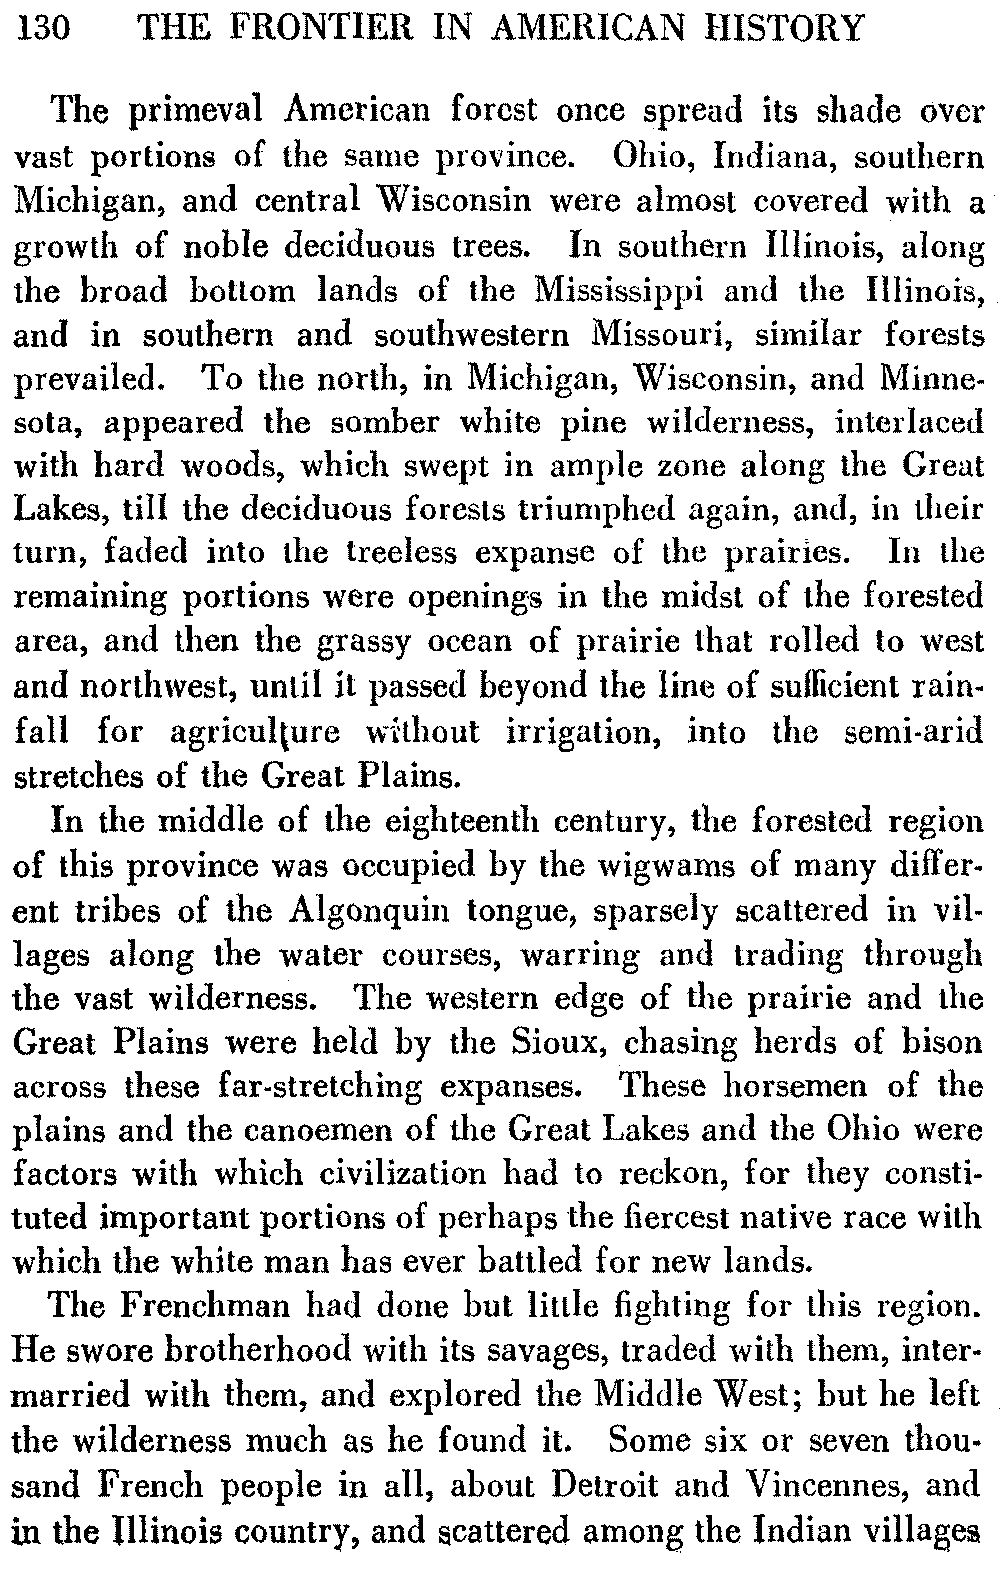 130 THE FRONTIER IN AMERICAN HISTORY
The primeval American forest once spread its shade over
vast portions of the same province. Ohio, Indiana, southern
Michigan, and central Wisconsin were almost covered with a
growth of noble deciduous trees. In southern Illinois, along
the broad bottom lands of the Mississippi and the Illinois,
and in southern and southwestern Missouri, similar forests
prevailed. To the north, in Michigan, Wisconsin, and Minne-
sota, appeared the somber white pine wilderness, interlaced
with hard woods, which swept in ample zone along the Great
Lakes, till the deciduous forests triumphed again, and, in their
turn, faded into the treeless expanse of the prairies. In the
remaining portions were openings in the midst of the forested
area, and then the grassy ocean of prairie that rolled to west
and northwest, until it passed beyond the line of sufficient rain-
fall for agriculture without irrigation, into the semi-arid
stretches of the Great Plains.
In the middle of the eighteenth century, the forested region
of this province was occupied by the wigwams of many differ-
ent tribes of the Algonquin tongue, sparsely scattered in vil-
lages along the water courses, warring and trading through
the vast wilderness. The western edge of the prairie and the
Great Plains were held by the Sioux, chasing herds of bison
across these far-stretching expanses. These horsemen of the
plains and the canoemen of the Great Lakes and the Ohio were
factors with which civilization had to reckon, for they consti-
tuted important portions of perhaps the fiercest native race with
which the white man has ever battled for new lands.
The Frenchman had done but little fighting for this region.
He swore brotherhood with its savages, traded with them, inter-
married with them, and explored the Middle West; but he left
the wilderness much as he found it. Some six or seven thou-
sand French people in all, about Detroit and Vincennes, and
in the Illinois country, and scattered among the Indian villages